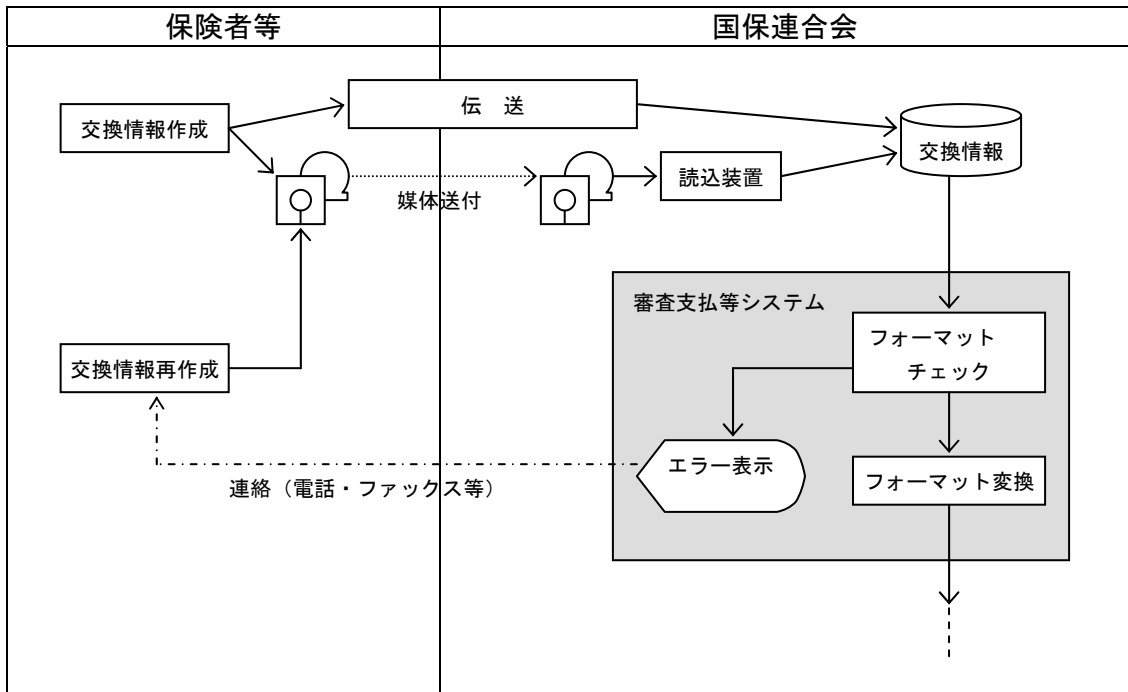 保険者等
国保連合会
伝　送
交換情報作成
交換情報
読込装置
媒体送付
審査支払等システム
フォーマット
チェック
交換情報再作成
エラー表示
フォーマット変換
連絡（電話・ファックス等）